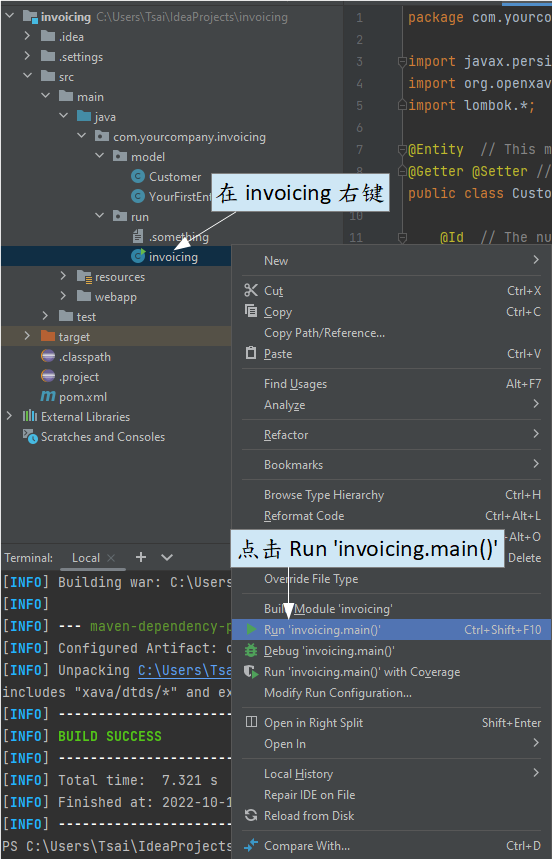 invoicing C:\Users\Tsai\IdeaProjects\invoicing
.idea
.settings
src
main
java
com.yourcompany.invoicing
model
Customer
YourFirstEnt
run
.something
invoicing
resources
webapp
test
target
.classpath
.project
pom.xml
External Libraries
Scratches and Consoles
1 package com.yourco
2
3 import javax.persi
4 import org.openxav
5 import lombok.*;
6
7 @Entity // This m
8 @Getter @Setter //
9 public class Custo
10
11 @Id // The nu
在 invoicing 右键
New
Cut Ctrl+X
Copy Ctrl+C
Copy Path/Reference...
Paste Ctrl+V
Find Usages Alt+F7
Analyze
Refactor
Bookmarks
Browse Type Hierarchy Ctrl+H
Reformat Code Ctrl+Alt+L
+Alt+O
Delete
点击 Run 'invoicing.main()'
Override File Type
Build Module 'invoicing'
Run 'invoicing.main()' Ctrl+Shift+F10
Debug 'invoicing.main()'
Run 'invoicing.main()' with Coverage
Modify Run Configuration...
Open in Right Split Shift+Enter
Open In
Local History
Repair IDE on File
Reload from Disk
Compare With... Ctrl+D
Terminal: Local
[INFO] Building war: C:\Users
[INFO]
[INFO] --- maven-dependency-p
[INFO] Configured Artifact: c
[INFO] Unpacking C:\Users\Tsa
includes "xava/dtds/*" and ex
[INFO] ----------------------
[INFO] BUILD SUCCESS
[INFO] ----------------------
[INFO] Total time: 7.321 s
[INFO] Finished at: 2022-10-1
[INFO] ----------------------
PS C:\Users\Tsai\IdeaProjects